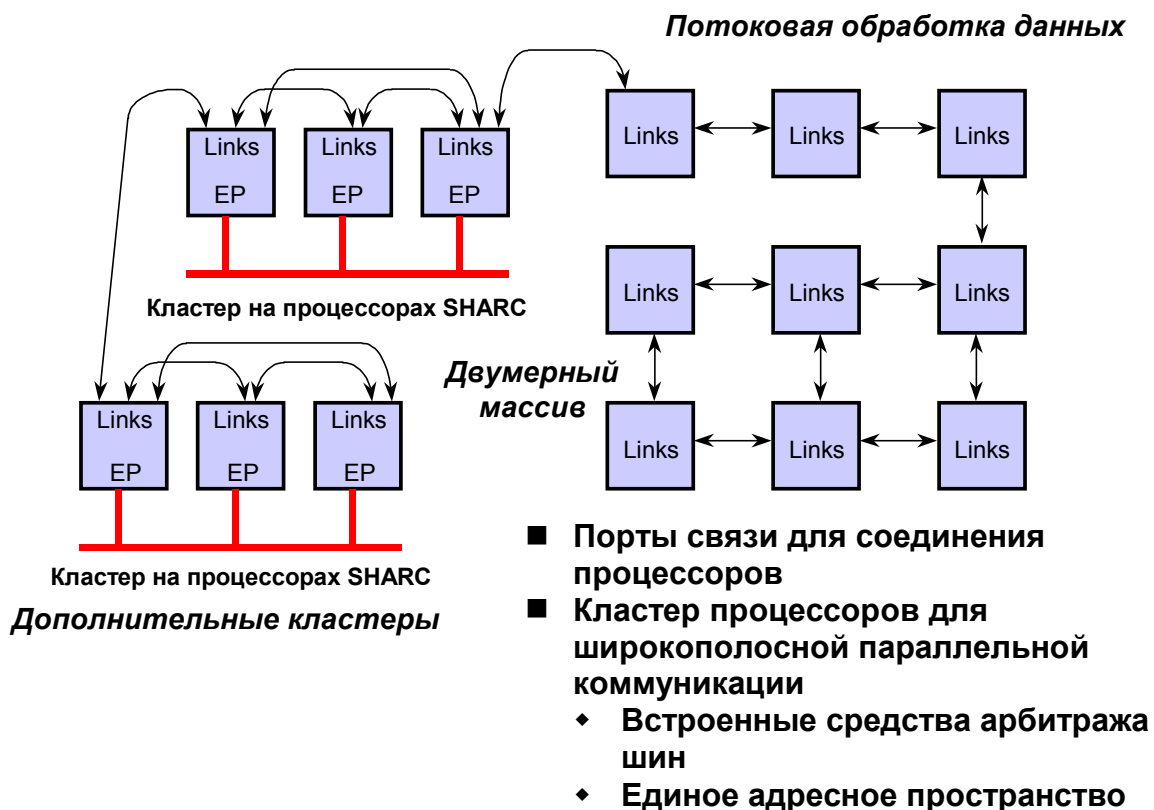 Потоковая обработка данных
Links
Links
Links
Links
EP
Links
EP
Links
EP
Кластер на процессорах SHARC
Links
Links
Links
Двумерный
массив
Links
EP
Links
EP
Links
EP
Links
Links
Links
Кластер на процессорах SHARC
Дополнительные кластеры
■ Порты связи для соединения
процессоров
■ Кластер процессоров для
широкополосной параллельной
коммуникации
◆ Встроенные средства арбитража
шин
◆ Единое адресное пространство